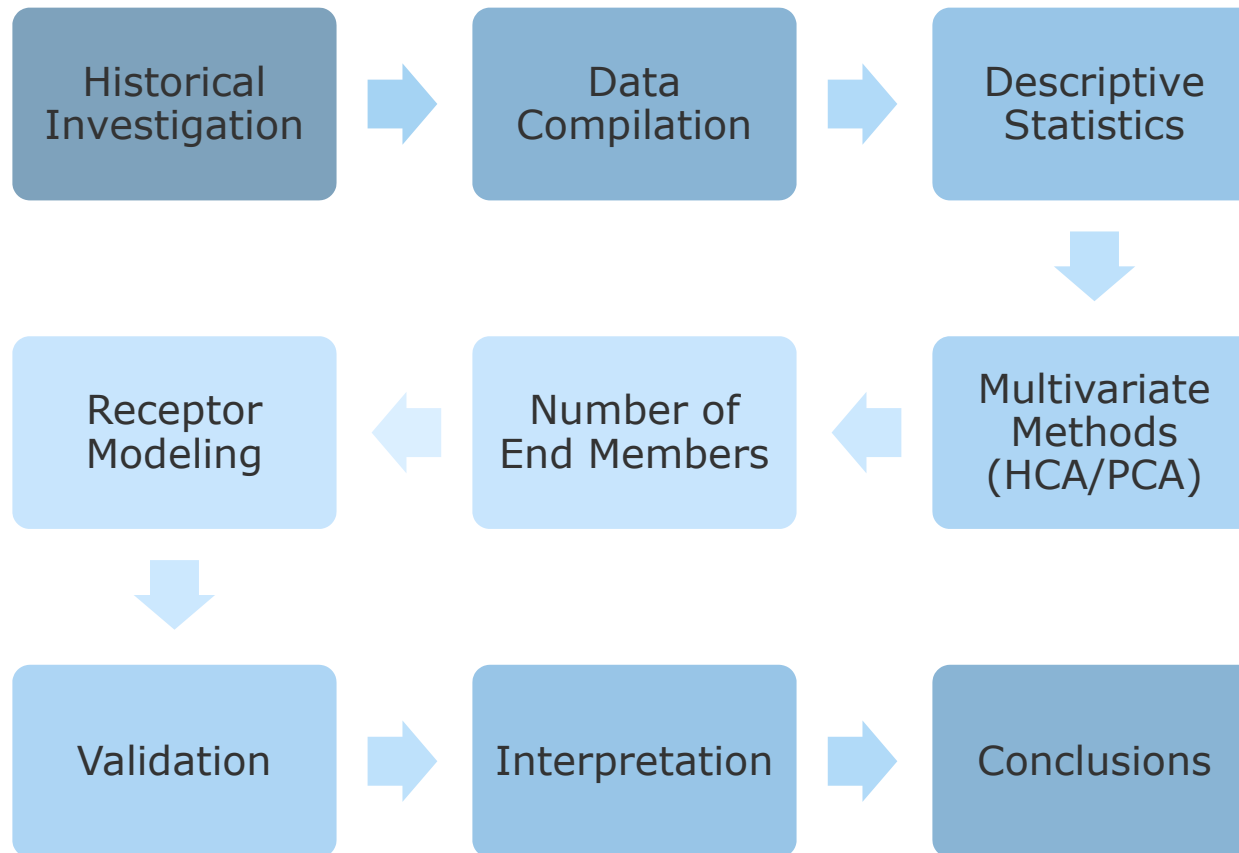 Historical
Investigation
Data
Compilation
Descriptive
Statistics
Multivariate
Methods
(HCA/PCA)
Number of
End Members
Receptor
Modeling
Validation
Interpretation
Conclusions